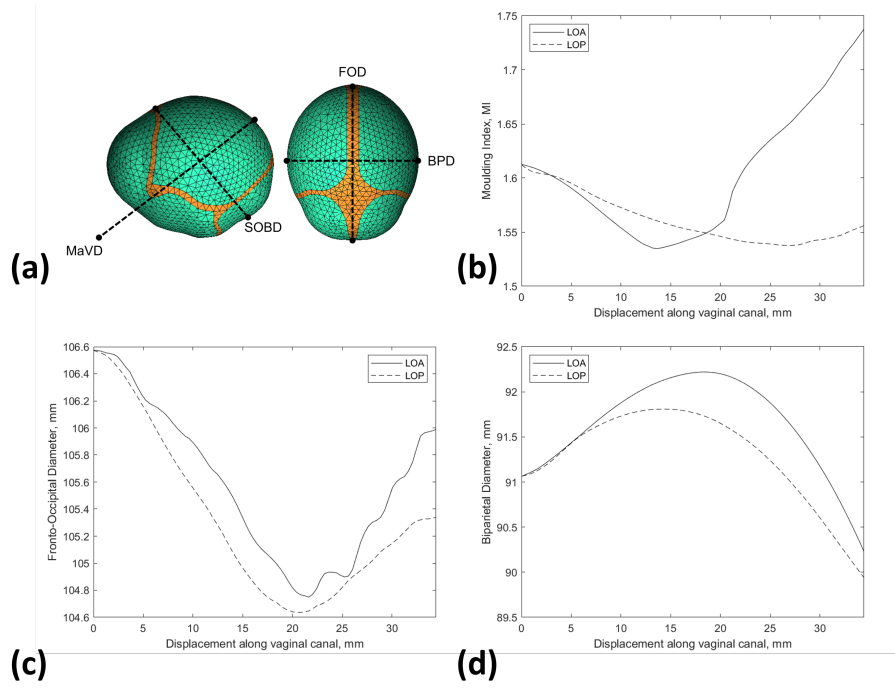 FOD
BPD
MaVD
SOBD
(a)
1.75
1.7
1.65
1.6
1.55
1.5
Moulding Index, MI
LOA
LOP
0 5 10 15 20 25 30
Displacement along vaginal canal, mm
(b)
106.6
106.4
106.2
106
105.8
105.6
105.4
105.2
105
104.8
104.6
Fronto-Occipital Diameter, mm
LOA
LOP
0 5 10 15 20 25 30
Displacement along vaginal canal, mm
(c)
92.5
92
91.5
91
90.5
90
89.5
Biparietal Diameter, mm
LOA
LOP
0 5 10 15 20 25 30
Displacement along vaginal canal, mm
(d)